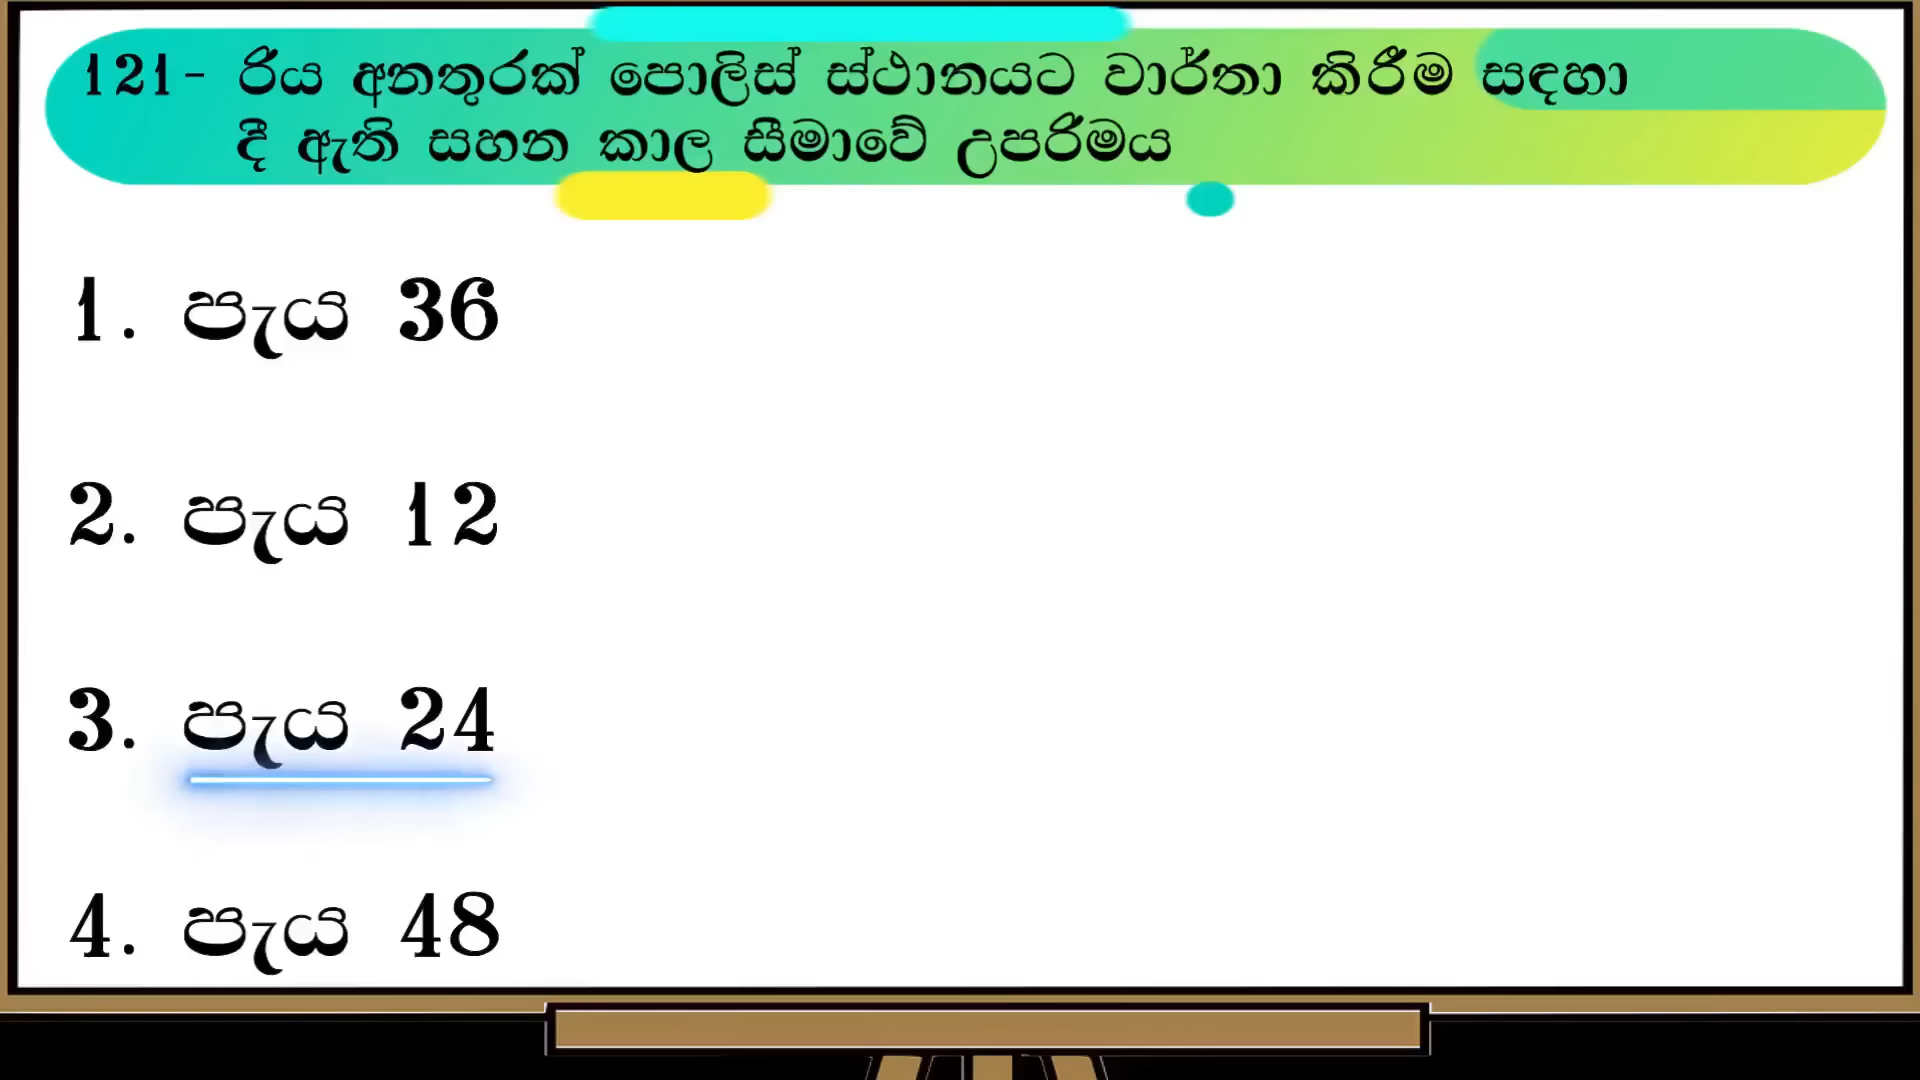 121- රිය අනතුරක් පොලිස් ස්ථානයට වාර්තා කිරීම සඳහා
දී ඇති සහන කාල සීමාවේ උපරිමය
1. පැය 36
2. පැය 12
3. පැය 24
4. පැය 48